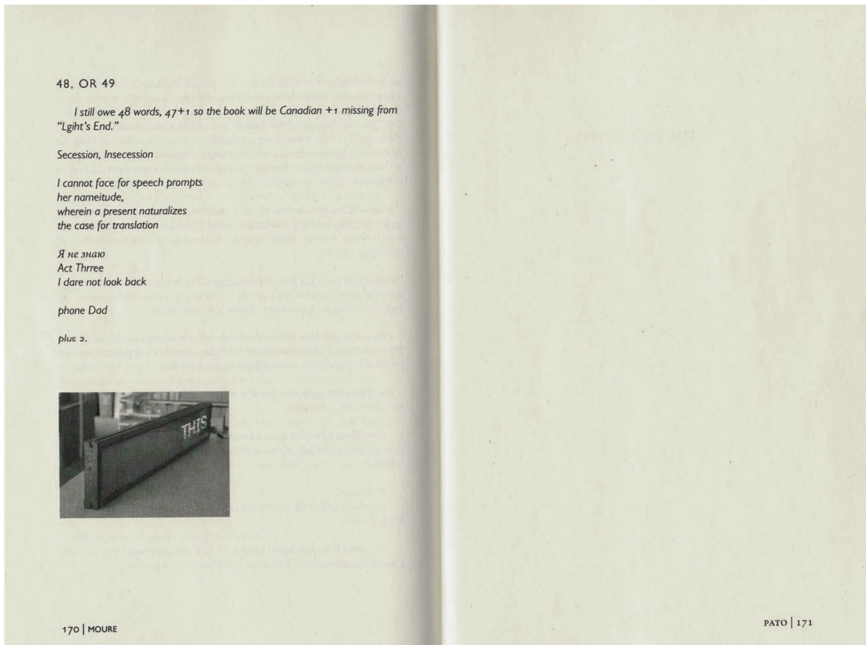 48, OR 49
I still owe 48 words, 47+1 so the book will be Canadian +1 missing from
“Lgiht's End.”
Secession, Insecession
I cannot face for speech prompts
her nameitude,
wherein a present naturalizes
the case for translation
Я не знаю
Act Thrree
I dare not look back
phone Dad
plus 2.
THIS
170 | MOURE
PATO | 171